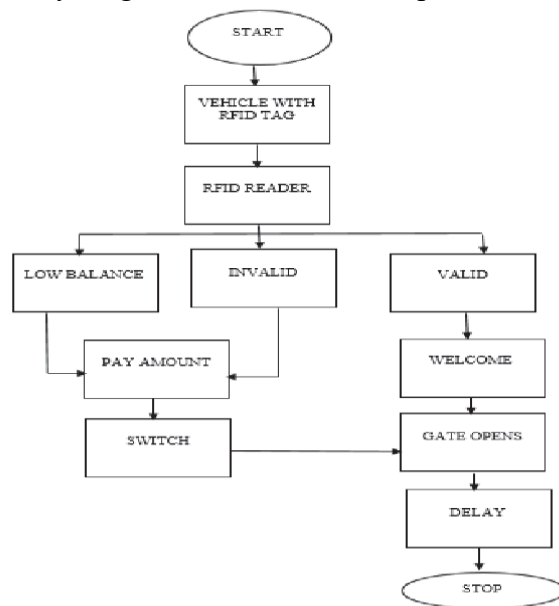 START
VEHICLE WITH
RFID TAG
RFID READER
LOW BALANCE
INVALID
VALID
PAY AMOUNT
WELCOME
SWITCH
GATE OPENS
DELAY
STOP